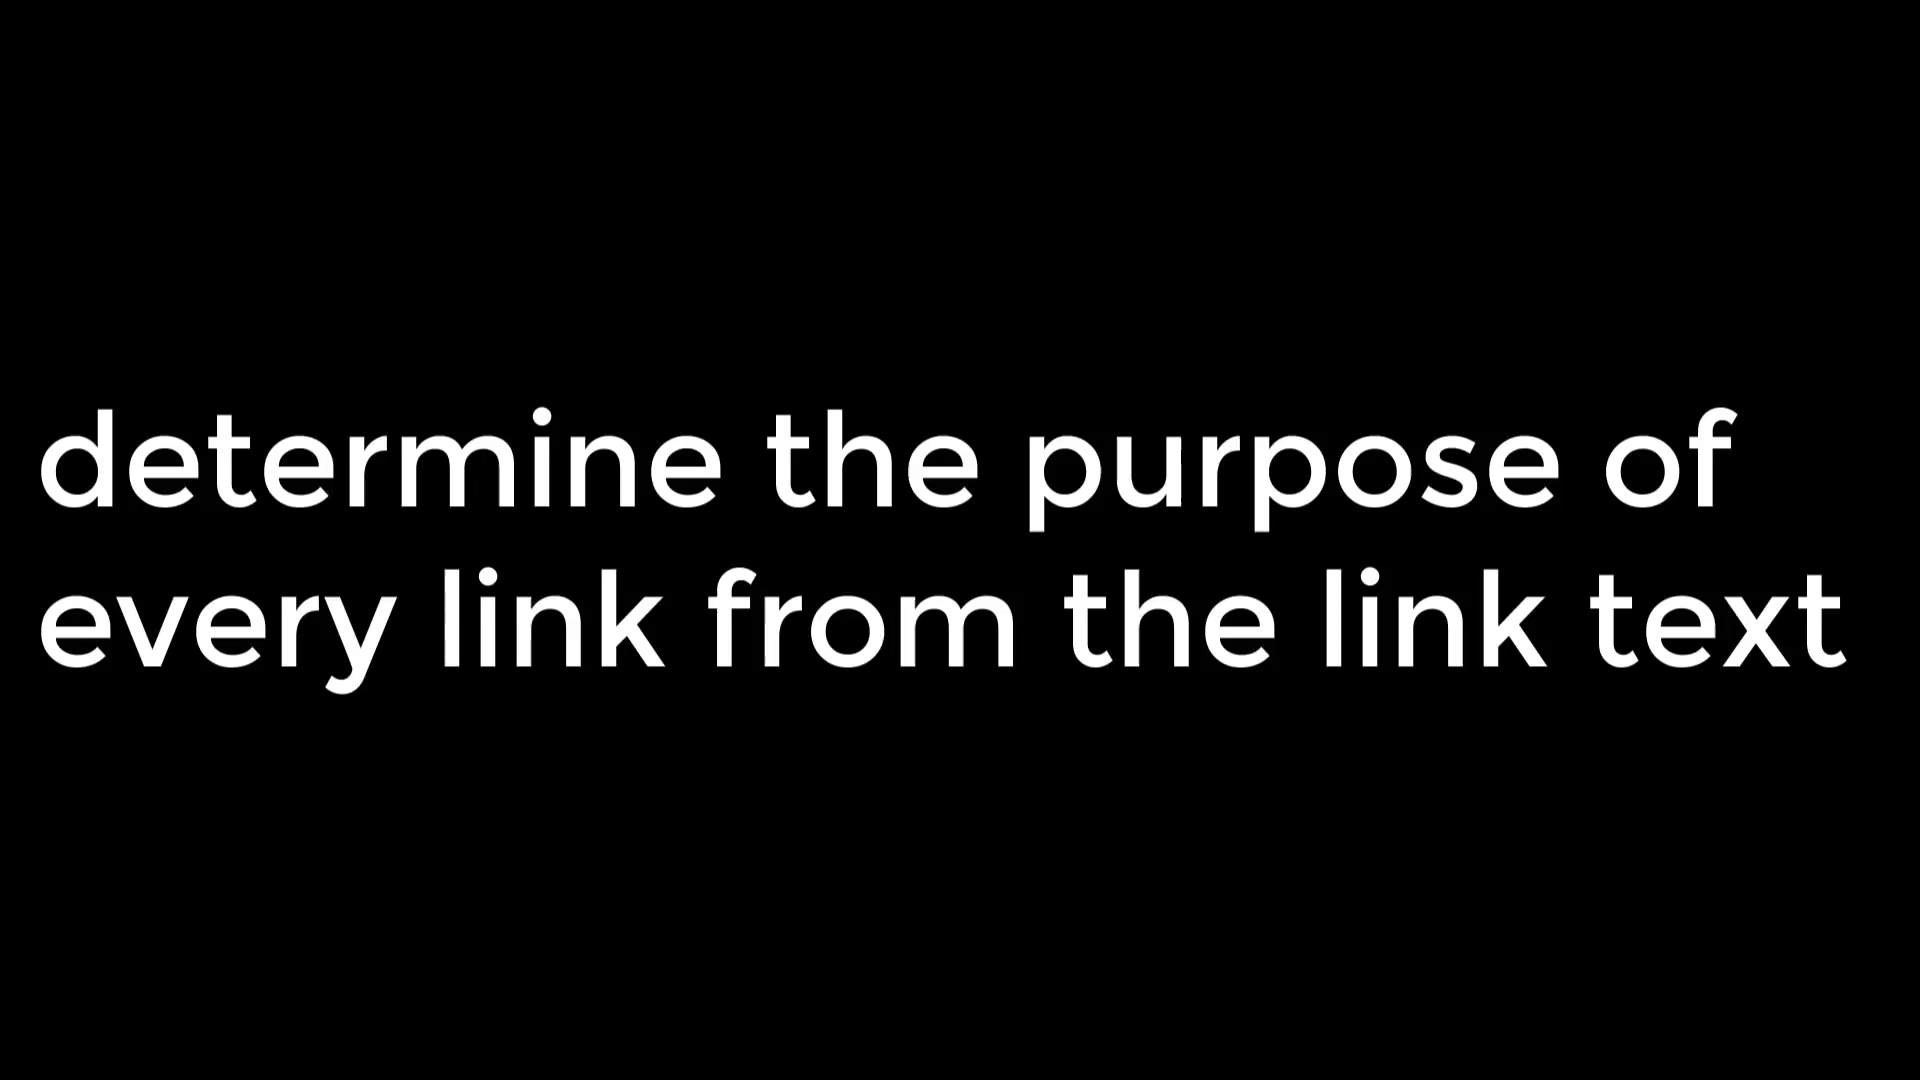 determine the purpose of
every link from the link text